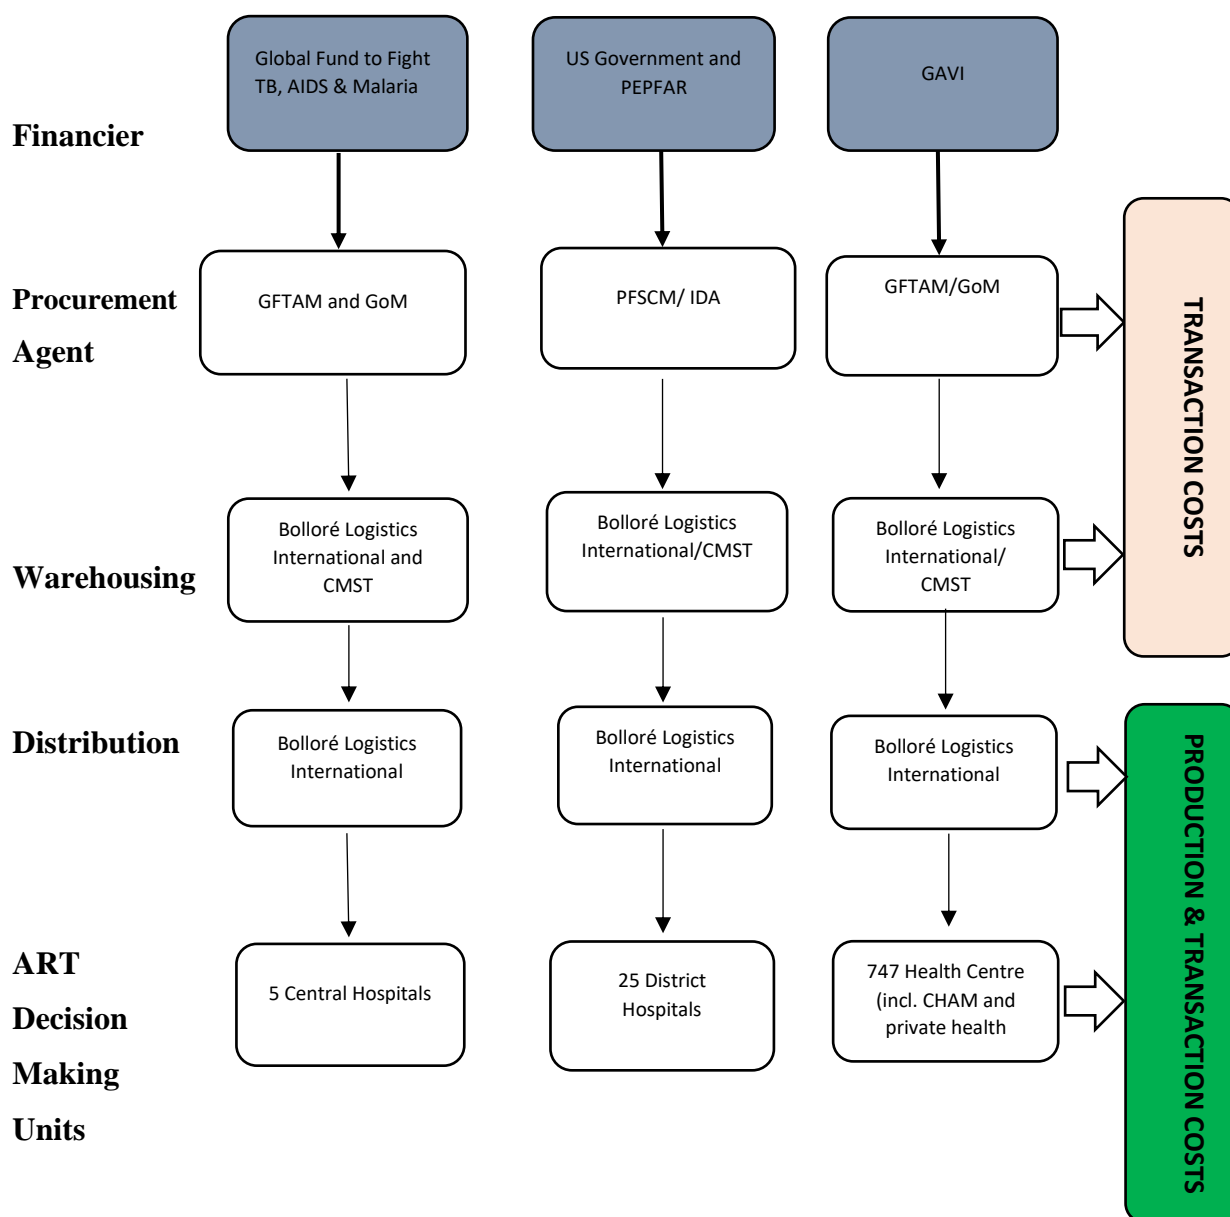 Financier
Global Fund to Fight
TB, AIDS & Malaria
US Government and
PEPFAR
GAVI
Procurement
Agent
GFTAM and GoM
PFSCM/ IDA
GFTAM/GoM
TRANSACTION COSTS
Warehousing
Bolloré Logistics
International and
CMST
Bolloré Logistics
International/CMST
Bolloré Logistics
International/
CMST
Distribution
Bolloré Logistics
International
Bolloré Logistics
International
Bolloré Logistics
International
PRODUCTION & TRANSACTION COSTS
ART
Decision
Making
Units
5 Central Hospitals
25 District
Hospitals
747 Health Centre
(incl. CHAM and
private health